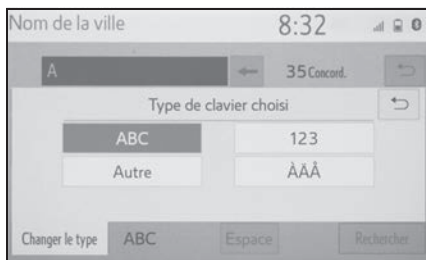 Nom de la ville 8:32
A 35 Concord.
Type de clavier choisi
ABC 123
Autre ÀÄÅ
Changer le type ABC Espace Rechercher